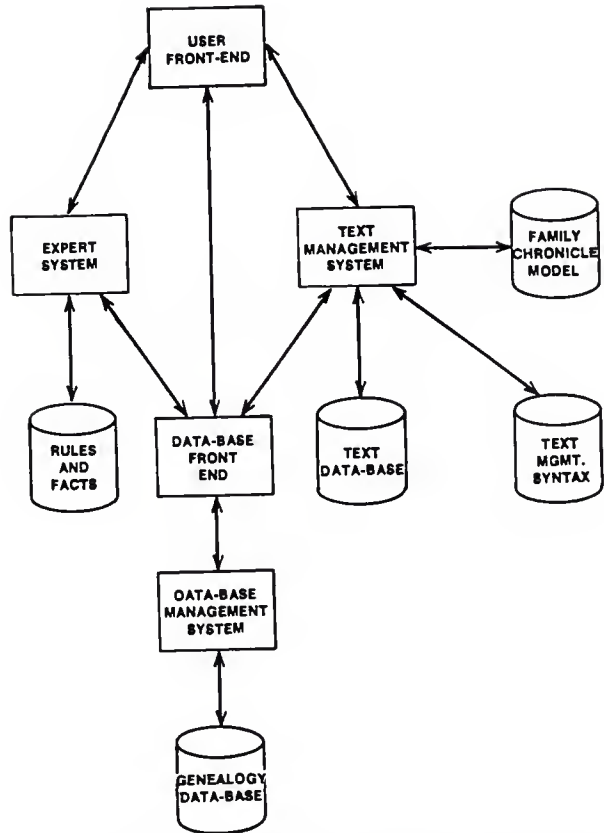 USER
FRONT-END
EXPERT
SYSTEM
TEXT
MANAGEMENT
SYSTEM
FAMILY
CHRONICLE
MODEL
RULES
AND
FACTS
DATA-BASE
FRONT
END
TEXT
DATA-BASE
TEXT
MGMT.
SYNTAX
DATA-BASE
MANAGEMENT
SYSTEM
GENEALOGY
DATA-BASE